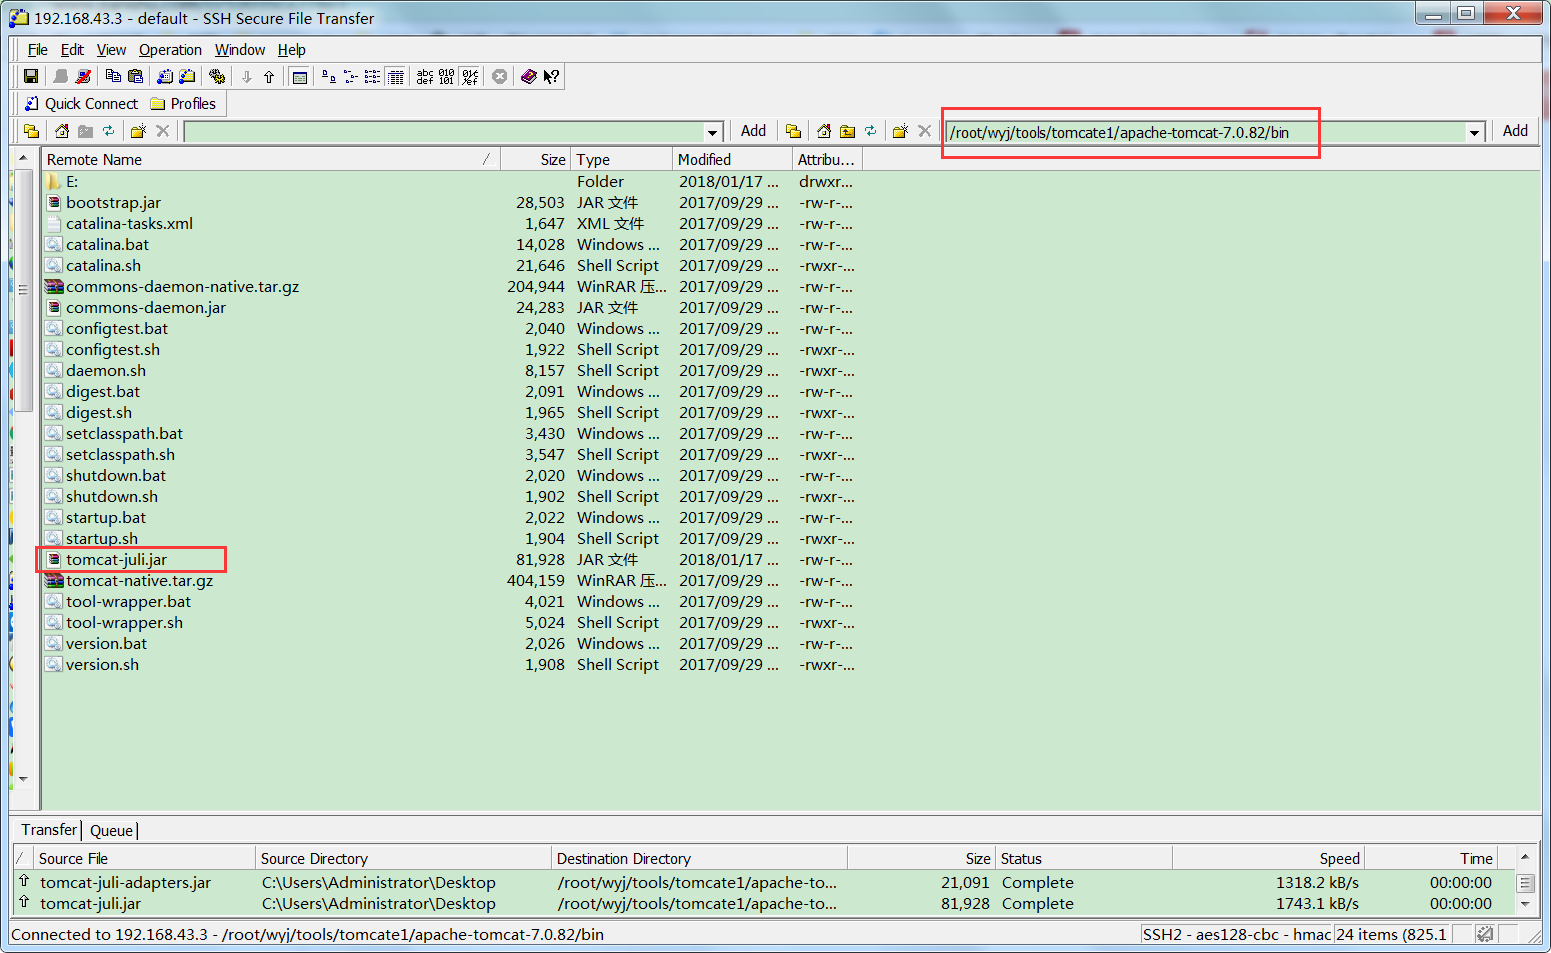 192.168.43.3 - default - SSH Secure File Transfer
File Edit View Operation Window Help
abc def 010 101
Quick Connect Profiles
Add /root/wyj/tools/tomcate1/apache-tomcat-7.0.82/bin Add
Remote Name / Size Type Modified Attribu...
E: Folder 2018/01/17 ... drwxr...
bootstrap.jar 28,503 JAR 文件 2017/09/29 ... -rw-r-...
catalina-tasks.xml 1,647 XML 文件 2017/09/29 ... -rw-r-...
catalina.bat 14,028 Windows ... 2017/09/29 ... -rw-r-...
catalina.sh 21,646 Shell Script 2017/09/29 ... -rwxr-...
commons-daemon-native.tar.gz 204,944 WinRAR 压... 2017/09/29 ... -rw-r-...
commons-daemon.jar 24,283 JAR 文件 2017/09/29 ... -rw-r-...
configtest.bat 2,040 Windows ... 2017/09/29 ... -rw-r-...
configtest.sh 1,922 Shell Script 2017/09/29 ... -rwxr-...
daemon.sh 8,157 Shell Script 2017/09/29 ... -rwxr-...
digest.bat 2,091 Windows ... 2017/09/29 ... -rw-r-...
digest.sh 1,965 Shell Script 2017/09/29 ... -rwxr-...
setclasspath.bat 3,430 Windows ... 2017/09/29 ... -rw-r-...
setclasspath.sh 3,547 Shell Script 2017/09/29 ... -rwxr-...
shutdown.bat 2,020 Windows ... 2017/09/29 ... -rw-r-...
shutdown.sh 1,902 Shell Script 2017/09/29 ... -rwxr-...
startup.bat 2,022 Windows ... 2017/09/29 ... -rw-r-...
startup.sh 1,904 Shell Script 2017/09/29 ... -rwxr-...
tomcat-juli.jar 81,928 JAR 文件 2018/01/17 ... -rw-r-...
tomcat-native.tar.gz 404,159 WinRAR 压... 2017/09/29 ... -rw-r-...
tool-wrapper.bat 4,021 Windows ... 2017/09/29 ... -rw-r-...
tool-wrapper.sh 5,024 Shell Script 2017/09/29 ... -rwxr-...
version.bat 2,026 Windows ... 2017/09/29 ... -rw-r-...
version.sh 1,908 Shell Script 2017/09/29 ... -rwxr-...
Transfer Queue
/ Source File Source Directory Destination Directory Size Status Speed Time
tomcat-juli-adapters.jar C:\Users\Administrator\Desktop /root/wyj/tools/tomcate1/apache-to... 21,091 Complete 1318.2 kB/s 00:00:00
tomcat-juli.jar C:\Users\Administrator\Desktop /root/wyj/tools/tomcate1/apache-to... 81,928 Complete 1743.1 kB/s 00:00:00
Connected to 192.168.43.3 - /root/wyj/tools/tomcate1/apache-tomcat-7.0.82/bin SSH2 - aes128-cbc - hmac 24 items (825.1